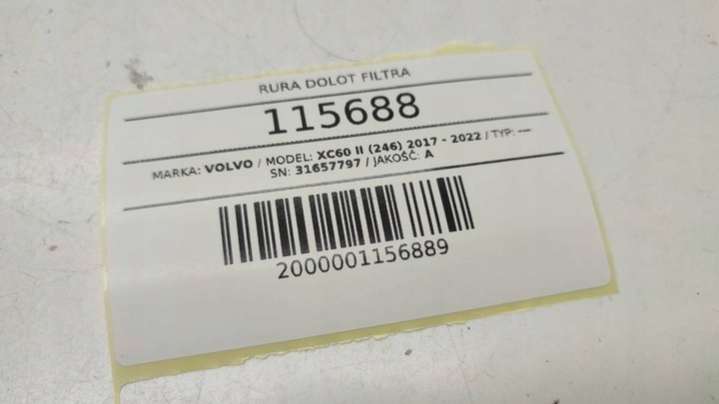 RURA DOLOT FILTRA
115688
MARKA: VOLVO / MODEL: XC60 II (246) 2017 - 2022 / TYP: ---
SN: 31657797 / JAKOŚĆ: A
2000001156889